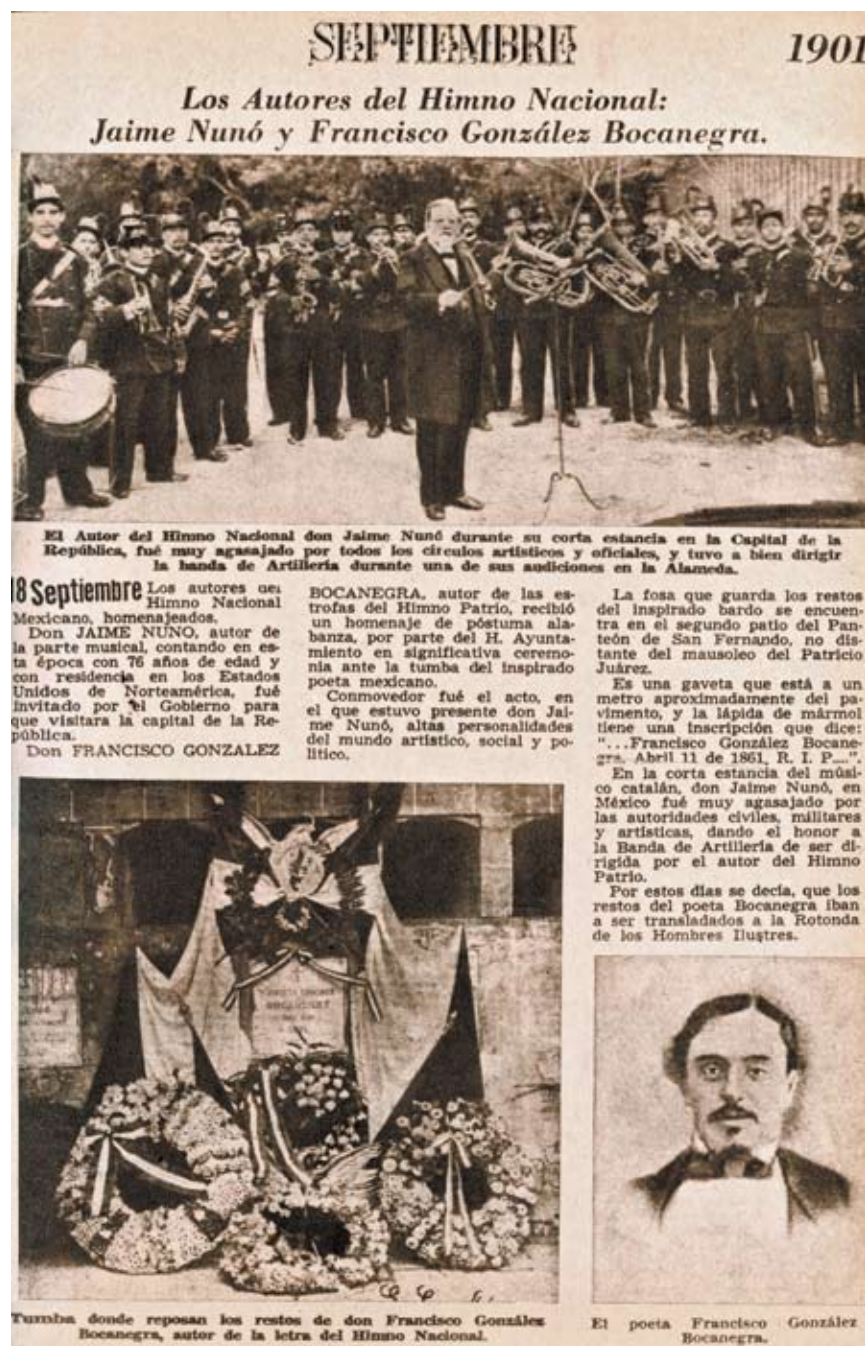 SEPTIEMBRE
1901
Los Autores del Himno Nacional:
Jaime Nunó y Francisco González Bocanegra.
El Autor del Himno Nacional don Jaime Nunó durante su corta estancia en la Capital de la
República, fué muy agasajado por todos los círculos artísticos y oficiales, y tuvo a bien dirigir
la banda de Artillería durante una de sus audiciones en la Alameda.
18 Septiembre Los autores del
Himno Nacional
Mexicano, homenajeados.
Don JAIME NUNO, autor de
la parte musical, contando en es-
ta época con 76 años de edad y
con residencia en los Estados
Unidos de Norteamérica, fué
invitado por el Gobierno para
que visitara la capital de la Re-
pública.
Don FRANCISCO GONZALEZ
BOCANEGRA, autor de las es-
trofas del Himno Patrio, recibió
un homenaje de póstuma ala-
banza, por parte del H. Ayunta-
miento en significativa ceremo-
nia ante la tumba del inspirado
poeta mexicano.
Conmovedor fué el acto, en
el que estuvo presente don Jai-
me Nunó, altas personalidades
del mundo artístico, social y po-
lítico.
La fosa que guarda los restos
del inspirado bardo se encuen-
tra en el segundo patio del Pan-
teón de San Fernando, no dis-
tante del mausoleo del Patricio
Juárez.
Es una gaveta que está a un
metro aproximadamente del pa-
vimento, y la lápida de mármol
tiene una inscripción que dice:
"...Francisco González Bocane-
gra. Abril 11 de 1861, R. I. P....".
En la corta estancia del músi-
co catalán, don Jaime Nunó, en
México fué muy agasajado por
las autoridades civiles, militares
y artísticas, dando el honor a
la Banda de Artillería de ser di-
rigida por el autor del Himno
Patrio.
Por estos días se decía, que los
restos del poeta Bocanegra iban
a ser transladados a la Rotonda
de los Hombres Ilustres.
Tumba donde reposan los restos de don Francisco González
Bocanegra, autor de la letra del Himno Nacional.
El poeta Francisco González
Bocanegra.